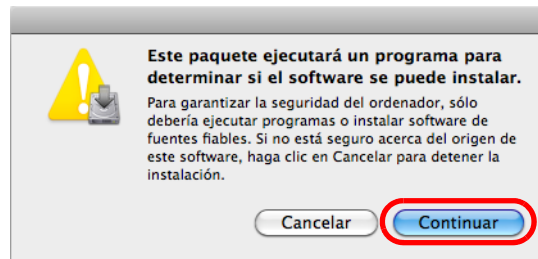 Este paquete ejecutará un programa para
determinar si el software se puede instalar.
Para garantizar la seguridad del ordenador, sólo
debería ejecutar programas o instalar software de
fuentes fiables. Si no está seguro acerca del origen de
este software, haga clic en Cancelar para detener la
instalación.
Cancelar
Continuar